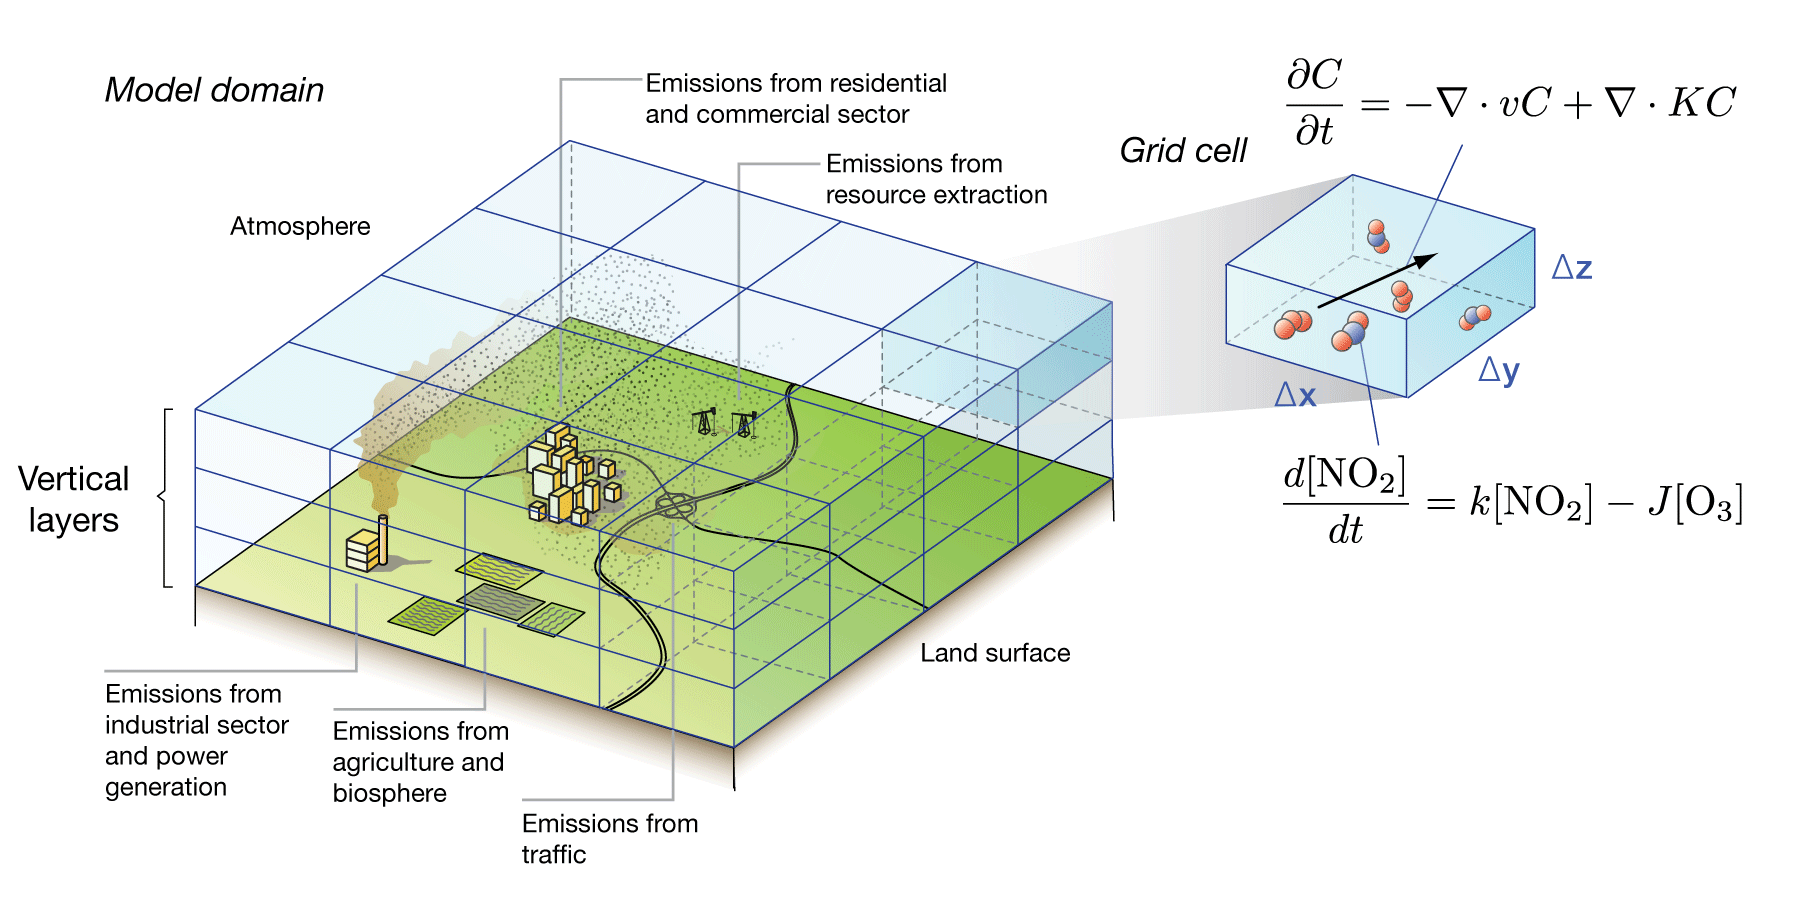 Model domain
Emissions from residential
and commercial sector
Emissions from
resource extraction
Atmosphere
Grid cell
∂C/∂t = −∇ · vC + ∇ · KC
Δz
Δy
Δx
d[NO₂]/dt = k[NO₂] − J[O₃]
Vertical
layers
Land surface
Emissions from
industrial sector
and power
generation
Emissions from
agriculture and
biosphere
Emissions from
traffic